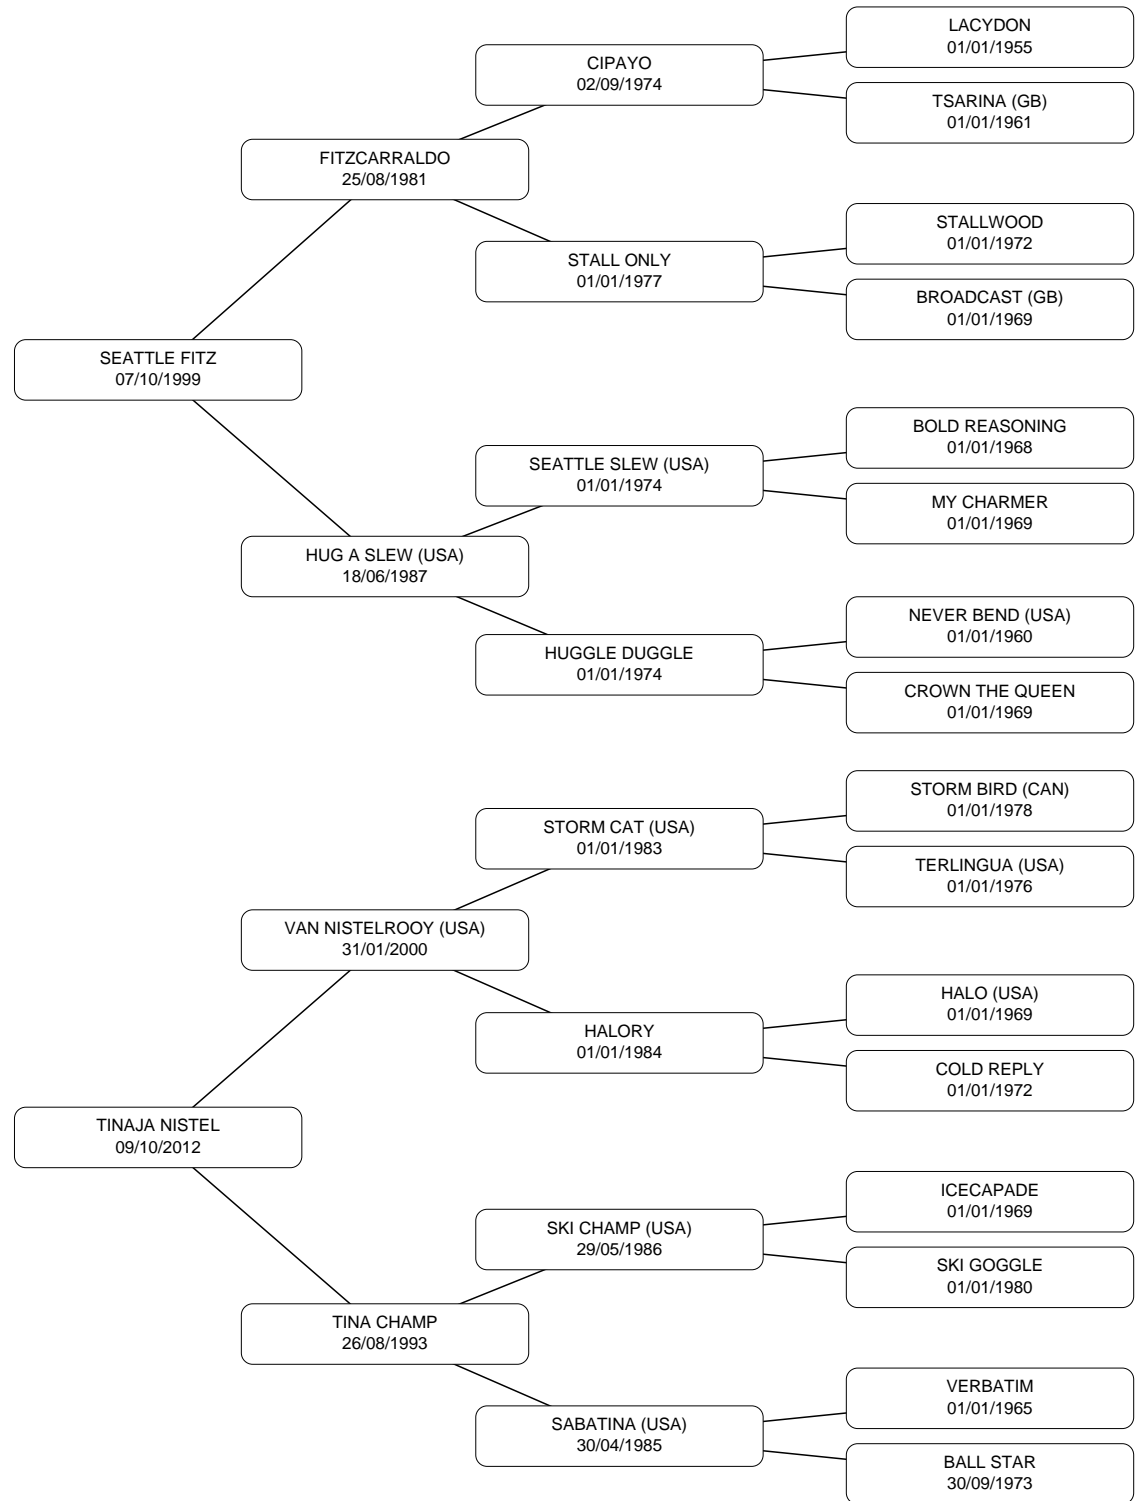 LACYDON
01/01/1955
CIPAYO
02/09/1974
TSARINA (GB)
01/01/1961
FITZCARRALDO
25/08/1981
STALLWOOD
01/01/1972
STALL ONLY
01/01/1977
BROADCAST (GB)
01/01/1969
SEATTLE FITZ
07/10/1999
BOLD REASONING
01/01/1968
SEATTLE SLEW (USA)
01/01/1974
MY CHARMER
01/01/1969
HUG A SLEW (USA)
18/06/1987
NEVER BEND (USA)
01/01/1960
HUGGLE DUGGLE
01/01/1974
CROWN THE QUEEN
01/01/1969
STORM BIRD (CAN)
01/01/1978
STORM CAT (USA)
01/01/1983
TERLINGUA (USA)
01/01/1976
VAN NISTELROOY (USA)
31/01/2000
HALO (USA)
01/01/1969
HALORY
01/01/1984
COLD REPLY
01/01/1972
TINAJA NISTEL
09/10/2012
ICECAPADE
01/01/1969
SKI CHAMP (USA)
29/05/1986
SKI GOGGLE
01/01/1980
TINA CHAMP
26/08/1993
VERBATIM
01/01/1965
SABATINA (USA)
30/04/1985
BALL STAR
30/09/1973